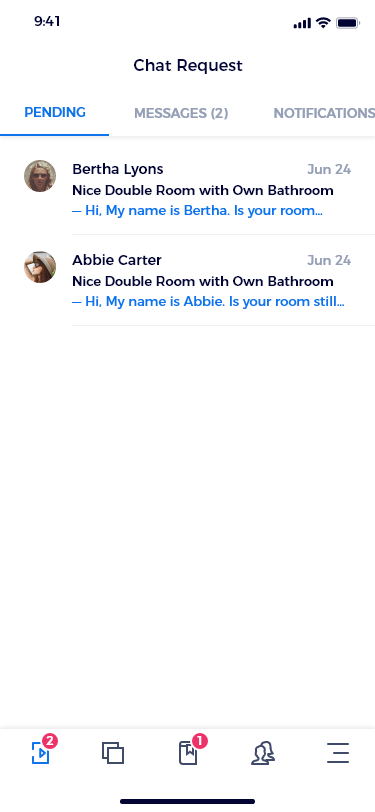 9:41
Chat Request
PENDING MESSAGES (2) NOTIFICATIONS
Bertha Lyons Jun 24
Nice Double Room with Own Bathroom
— Hi, My name is Bertha. Is your room...
Abbie Carter Jun 24
Nice Double Room with Own Bathroom
— Hi, My name is Abbie. Is your room still...
2 1